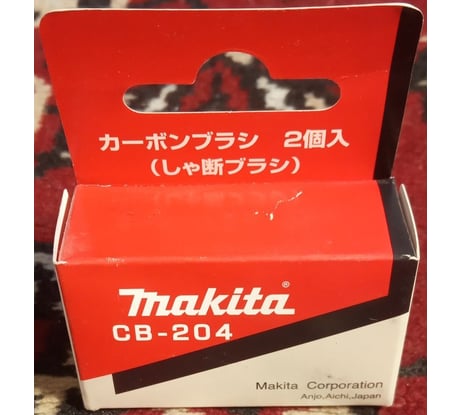 カーボンブラシ 2個入
(しゃ断ブラシ)
makita®
CB-204
Makita Corporation
Anjo,Aichi,Japan